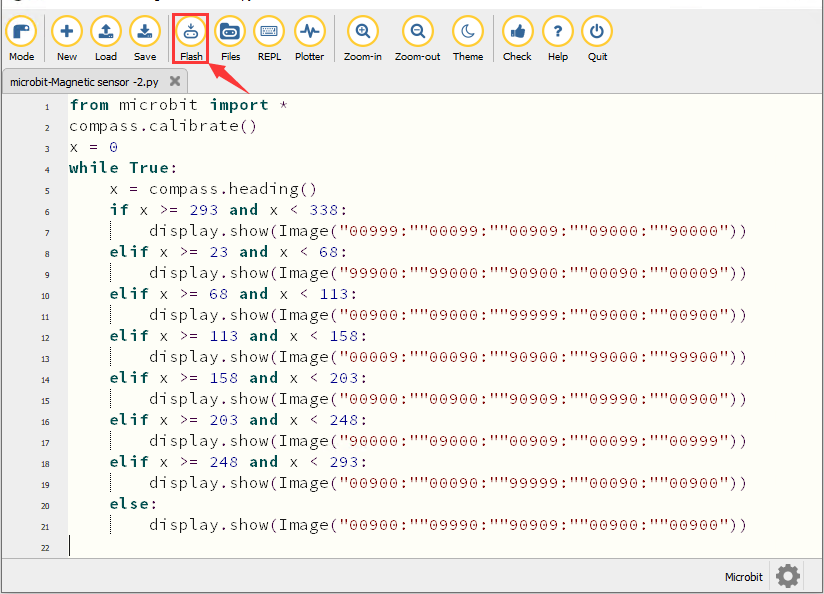 Mode New Load Save Flash Files REPL Plotter Zoom-in Zoom-out Theme Check Help Quit
microbit-Magnetic sensor -2.py
1 from microbit import *
2 compass.calibrate()
3 x = 0
4 while True:
5 x = compass.heading()
6 if x >= 293 and x < 338:
7 display.show(Image("00999:""00099:""00909:""09000:""90000"))
8 elif x >= 23 and x < 68:
9 display.show(Image("99900:""99000:""90900:""00090:""00009"))
10 elif x >= 68 and x < 113:
11 display.show(Image("00900:""09000:""99999:""09000:""00900"))
12 elif x >= 113 and x < 158:
13 display.show(Image("00009:""00090:""90900:""99000:""99900"))
14 elif x >= 158 and x < 203:
15 display.show(Image("00900:""00900:""90909:""09990:""00900"))
16 elif x >= 203 and x < 248:
17 display.show(Image("90000:""09000:""00909:""00099:""00999"))
18 elif x >= 248 and x < 293:
19 display.show(Image("00900:""00090:""99999:""00090:""00900"))
20 else:
21 display.show(Image("00900:""09990:""90909:""00900:""00900"))
22
Microbit